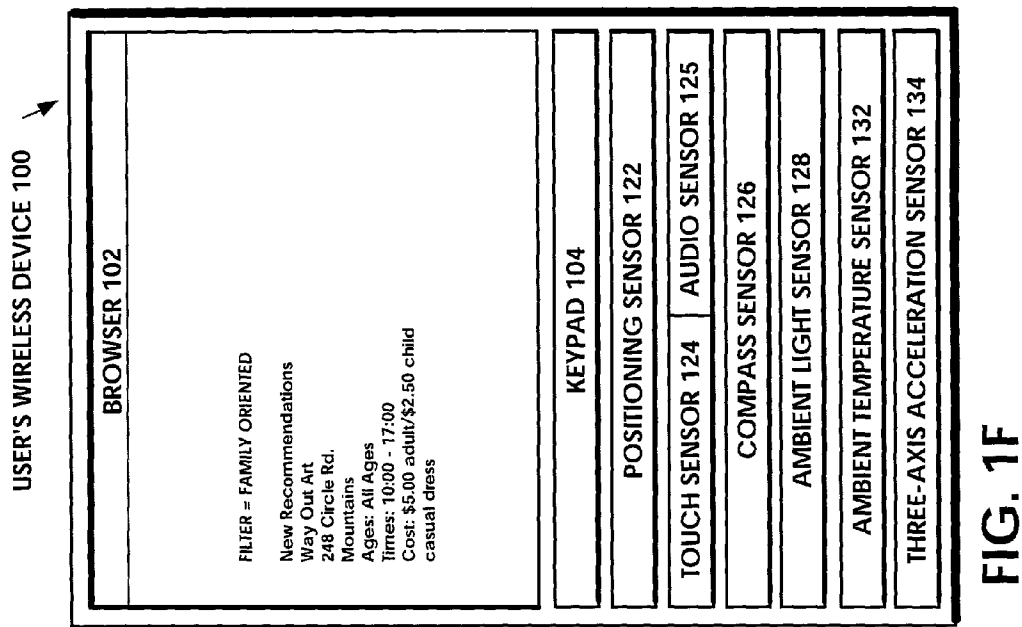 USER'S WIRELESS DEVICE 100
BROWSER 102
FILTER = FAMILY ORIENTED
New Recommendations
Way Out Art
248 Circle Rd.
Mountains
Ages: All Ages
Times: 10:00 - 17:00
Cost: $5.00 adult/$2.50 child
casual dress
KEYPAD 104
POSITIONING SENSOR 122
TOUCH SENSOR 124 AUDIO SENSOR 125
COMPASS SENSOR 126
AMBIENT LIGHT SENSOR 128
AMBIENT TEMPERATURE SENSOR 132
THREE-AXIS ACCELERATION SENSOR 134
FIG. 1F